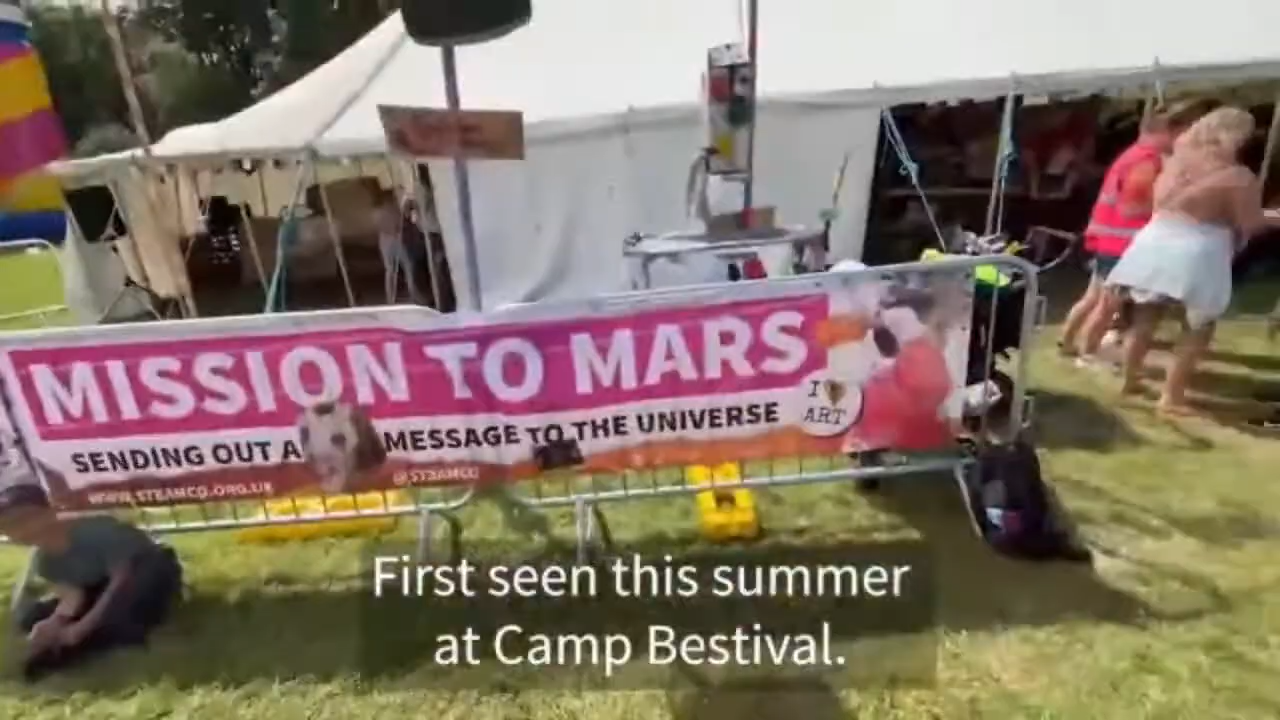 MISSION TO MARS
SENDING OUT A MESSAGE TO THE UNIVERSE
I
ART
WWW.STEAMCO.ORG.UK
@STEAMCO
First seen this summer
at Camp Bestival.